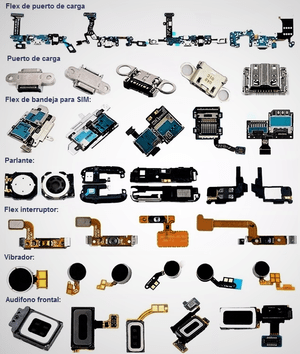 Flex de puerto de carga
Puerto de carga
Flex de bandeja para SIM:
Parlante:
Flex interruptor:
Vibrador:
Audífono frontal: